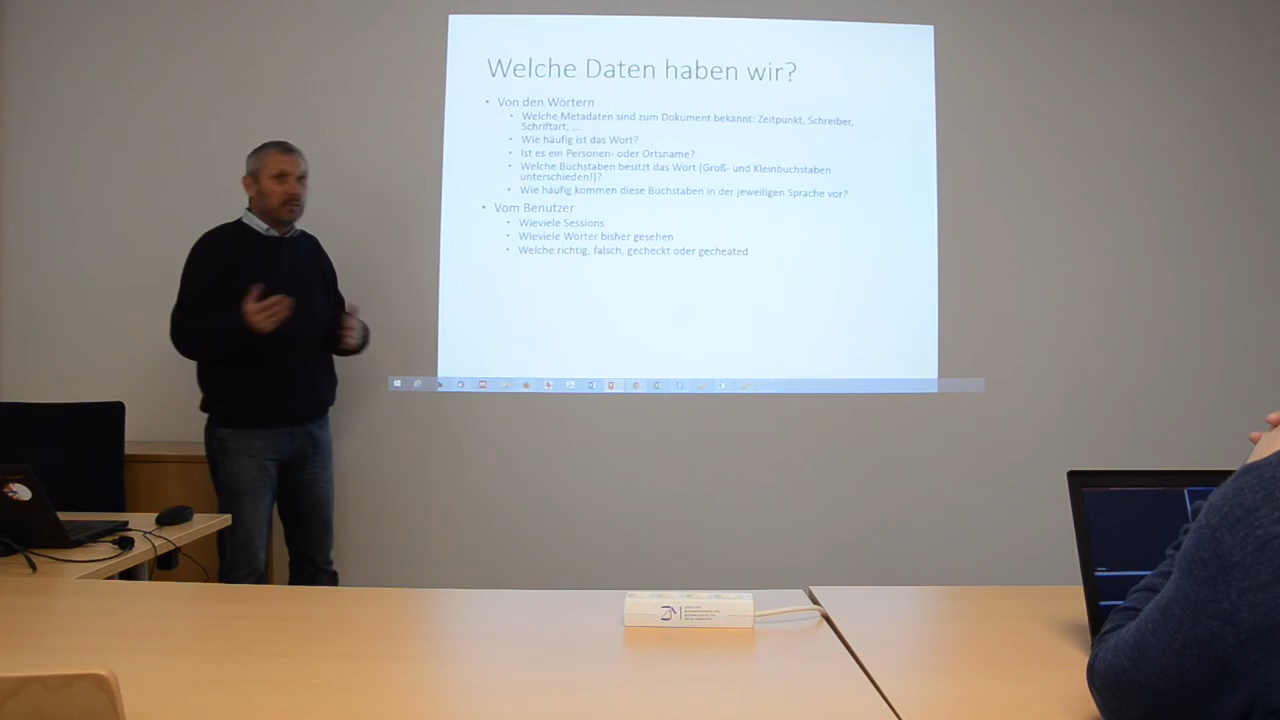 Welche Daten haben wir?
• Von den Wörtern
• Welche Metadaten sind zum Dokument bekannt: Zeitpunkt, Schreiber,
Schriftart, ...
• Wie häufig ist das Wort?
• Ist es ein Personen- oder Ortsname?
• Welche Buchstaben besitzt das Wort (Groß- und Kleinbuchstaben
unterschieden!)?
• Wie häufig kommen diese Buchstaben in der jeweiligen Sprache vor?
• Vom Benutzer
• Wieviele Sessions
• Wieviele Wörter bisher gesehen
• Welche richtig, falsch, gecheckt oder gecheated